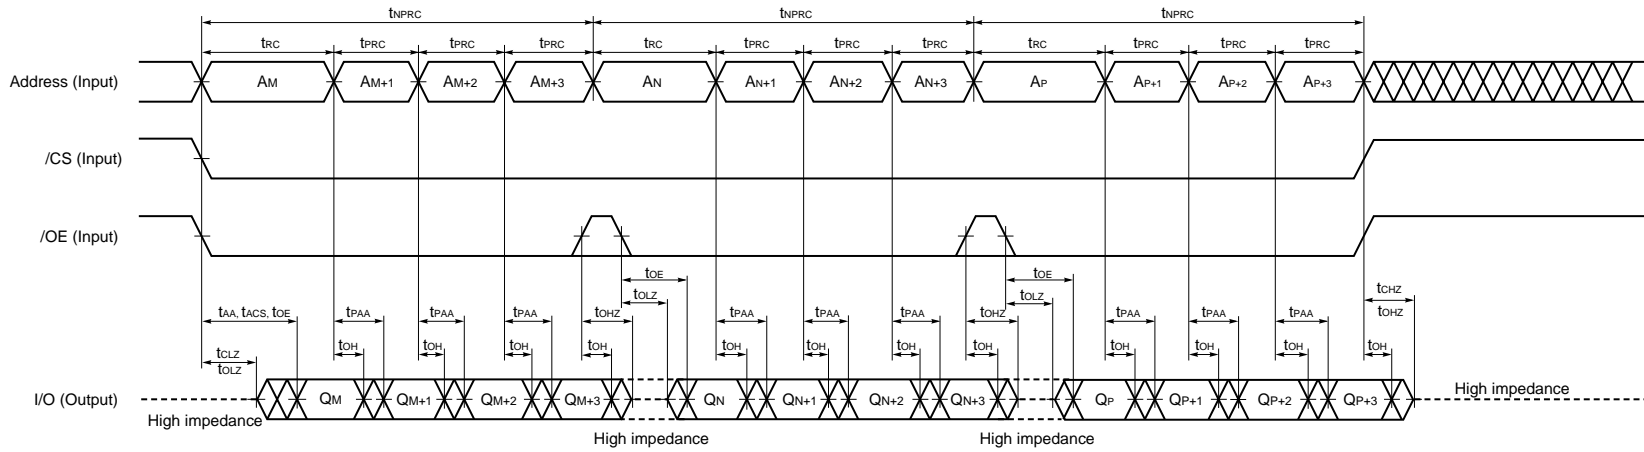 tNPRC tNPRC tNPRC
tRC tPRC tPRC tPRC tRC tPRC tPRC tPRC tRC tPRC tPRC tPRC
Address (Input) AM AM+1 AM+2 AM+3 AN AN+1 AN+2 AN+3 AP AP+1 AP+2 AP+3
/CS (Input)
/OE (Input)
tOE tOE
tOLZ tOLZ
tCHZ
tAA, tACS, tOE tPAA tPAA tPAA tOHZ tPAA tPAA tPAA tOHZ tPAA tPAA tPAA tOHZ
tCLZ
tOLZ
tOH tOH tOH tOH tOH tOH tOH tOH tOH tOH tOH tOH
I/O (Output) QM QM+1 QM+2 QM+3 QN QN+1 QN+2 QN+3 QP QP+1 QP+2 QP+3
High impedance
High impedance
High impedance
High impedance